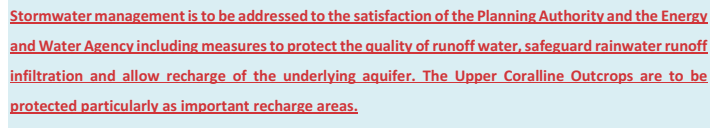 Stormwater management is to be addressed to the satisfaction of the Planning Authority and the Energy
and Water Agency including measures to protect the quality of runoff water, safeguard rainwater runoff
infiltration and allow recharge of the underlying aquifer. The Upper Coralline Outcrops are to be
protected particularly as important recharge areas.